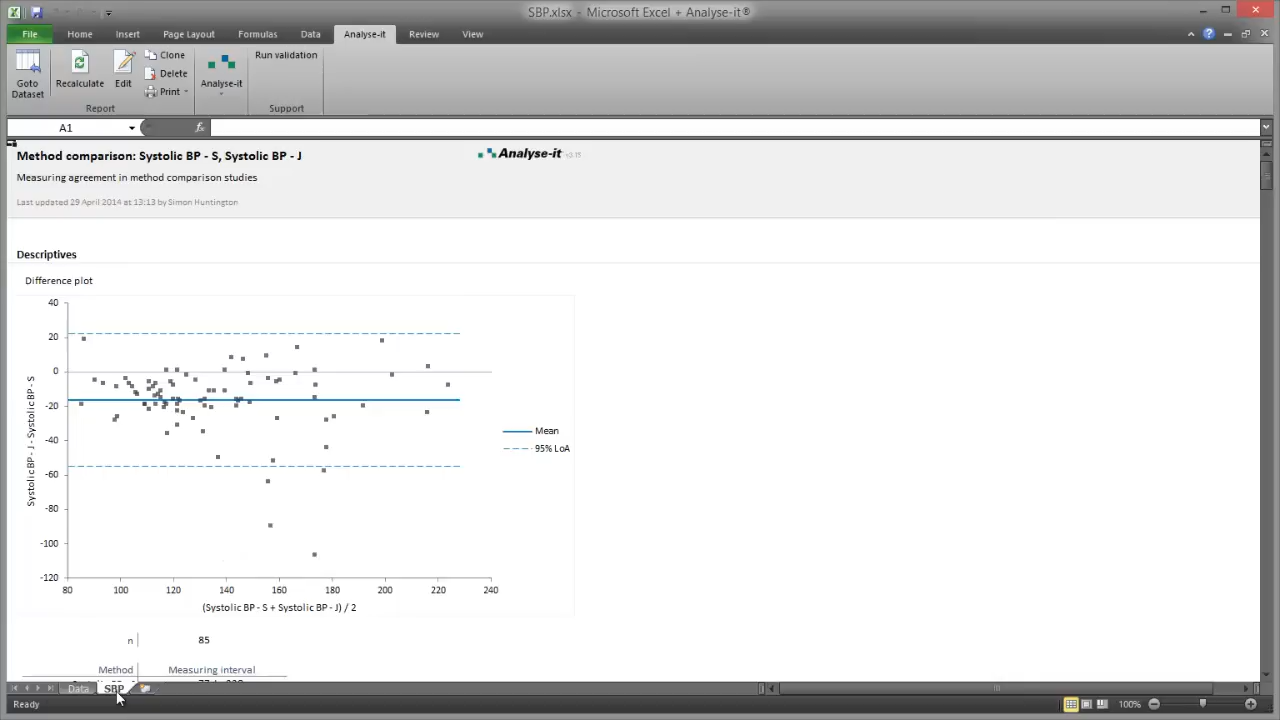 SBP.xlsx - Microsoft Excel + Analyse-it®
File Home Insert Page Layout Formulas Data Analyse-it Review View
Goto Dataset
Recalculate
Edit
Clone
Delete
Print
Report
Analyse-it
Run validation
Support
A1
fx
Method comparison: Systolic BP - S, Systolic BP - J
Analyse-it v3.15
Measuring agreement in method comparison studies
Last updated 29 April 2014 at 13:13 by Simon Huntington
Descriptives
Difference plot
Systolic BP - J - Systolic BP - S
40
20
0
-20
-40
-60
-80
-100
-120
80 100 120 140 160 180 200 220 240
(Systolic BP - S + Systolic BP - J) / 2
Mean
95% LoA
n 85
Method Measuring interval
Data SBP
Ready
100%